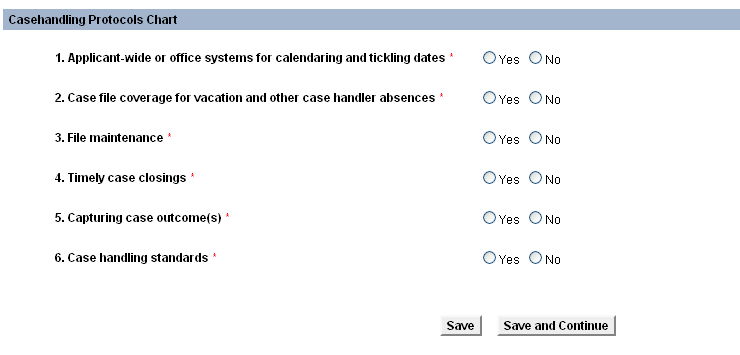 Casehandling Protocols Chart
1. Applicant-wide or office systems for calendaring and tickling dates * Yes No
2. Case file coverage for vacation and other case handler absences * Yes No
3. File maintenance * Yes No
4. Timely case closings * Yes No
5. Capturing case outcome(s) * Yes No
6. Case handling standards * Yes No
Save Save and Continue